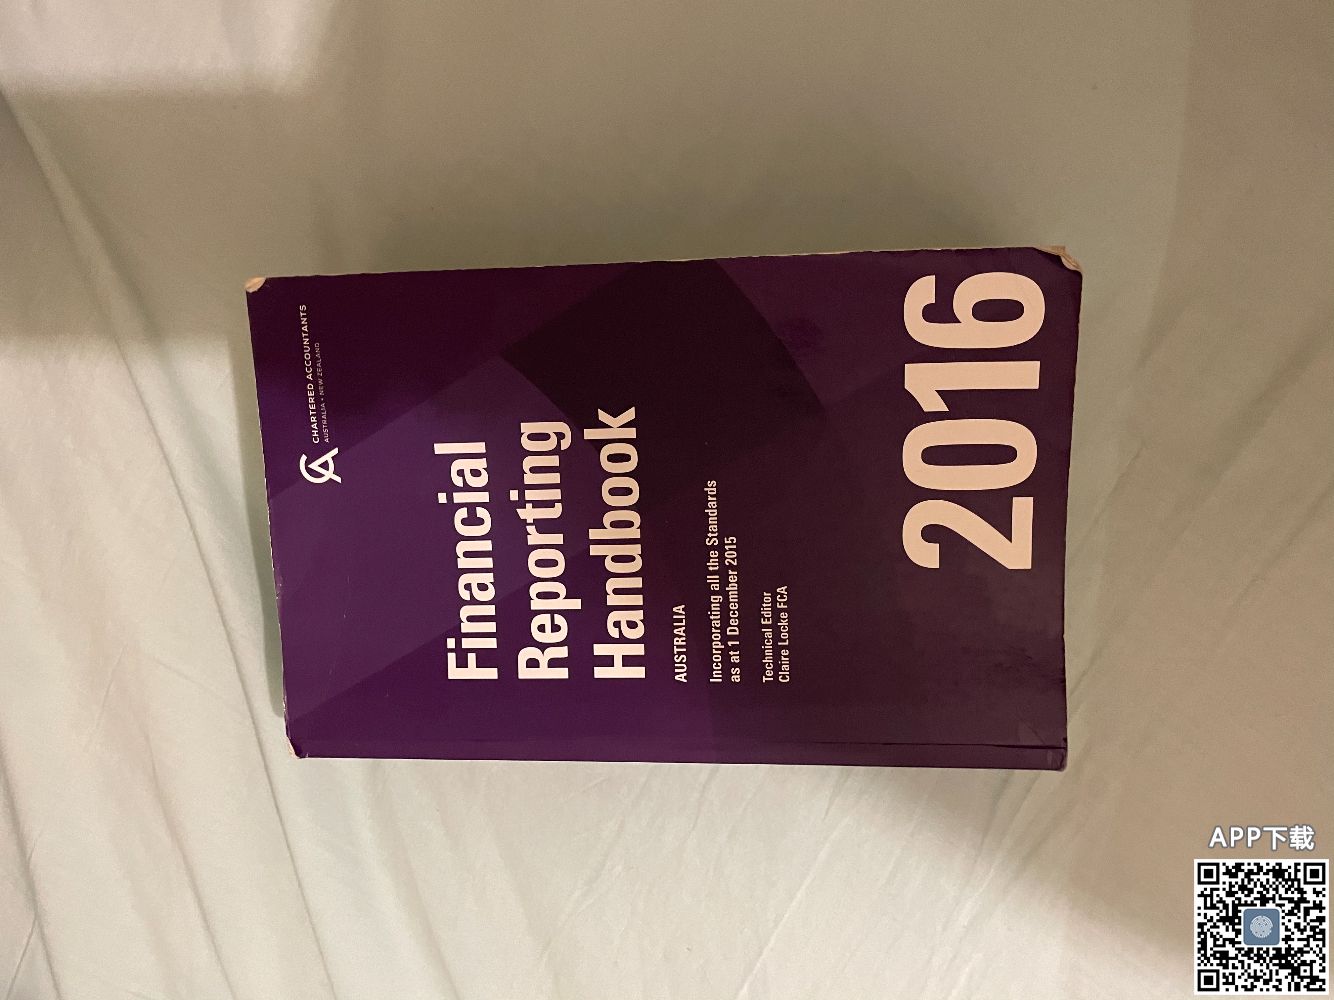 CHARTERED ACCOUNTANTS
AUSTRALIA • NEW ZEALAND
Financial
Reporting
Handbook
AUSTRALIA
Incorporating all the Standards
as at 1 December 2015
Technical Editor
Claire Locke FCA
2016
APP下载